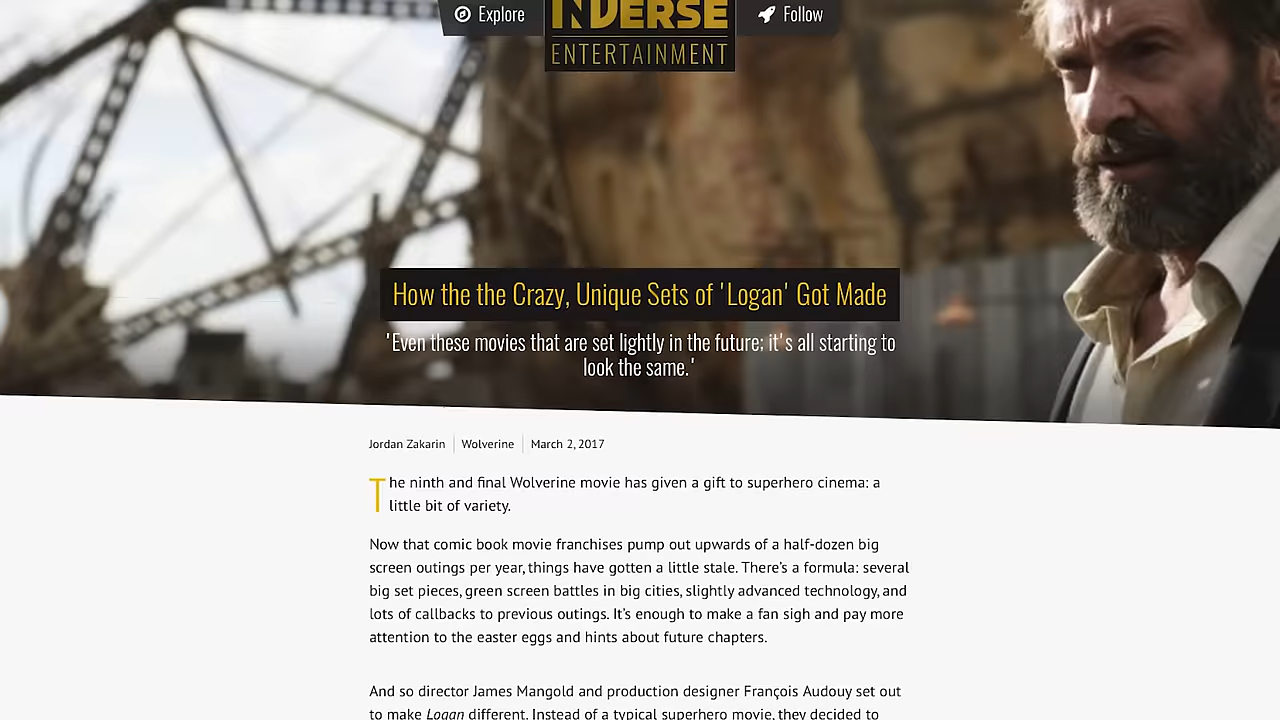 Explore
INVERSE
Follow
ENTERTAINMENT
How the the Crazy, Unique Sets of 'Logan' Got Made
'Even these movies that are set lightly in the future; it's all starting to
look the same.'
Jordan Zakarin
Wolverine
March 2, 2017
The ninth and final Wolverine movie has given a gift to superhero cinema: a
little bit of variety.
Now that comic book movie franchises pump out upwards of a half-dozen big
screen outings per year, things have gotten a little stale. There's a formula: several
big set pieces, green screen battles in big cities, slightly advanced technology, and
lots of callbacks to previous outings. It's enough to make a fan sigh and pay more
attention to the easter eggs and hints about future chapters.
And so director James Mangold and production designer François Audouy set out
to make Logan different. Instead of a typical superhero movie, they decided to